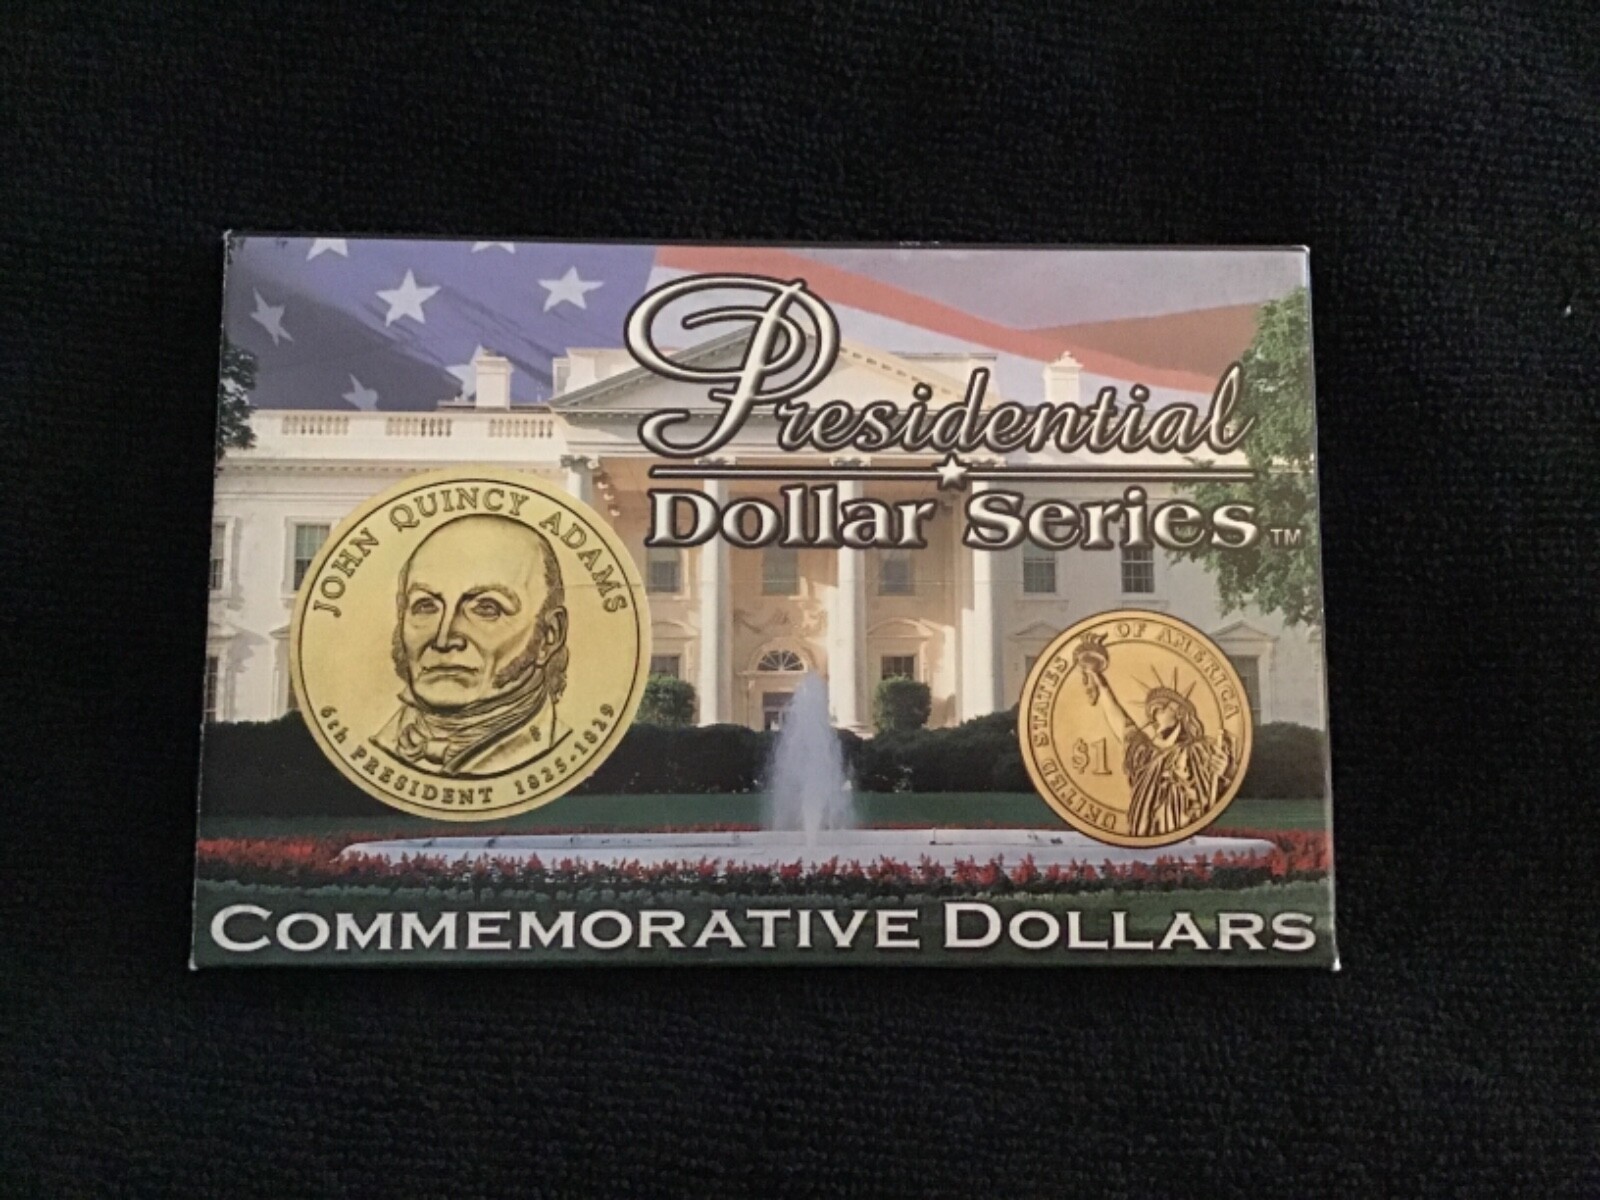 Presidential
Dollar Series™
JOHN QUINCY ADAMS
6th PRESIDENT 1825-1829
UNITED STATES OF AMERICA
$1
COMMEMORATIVE DOLLARS